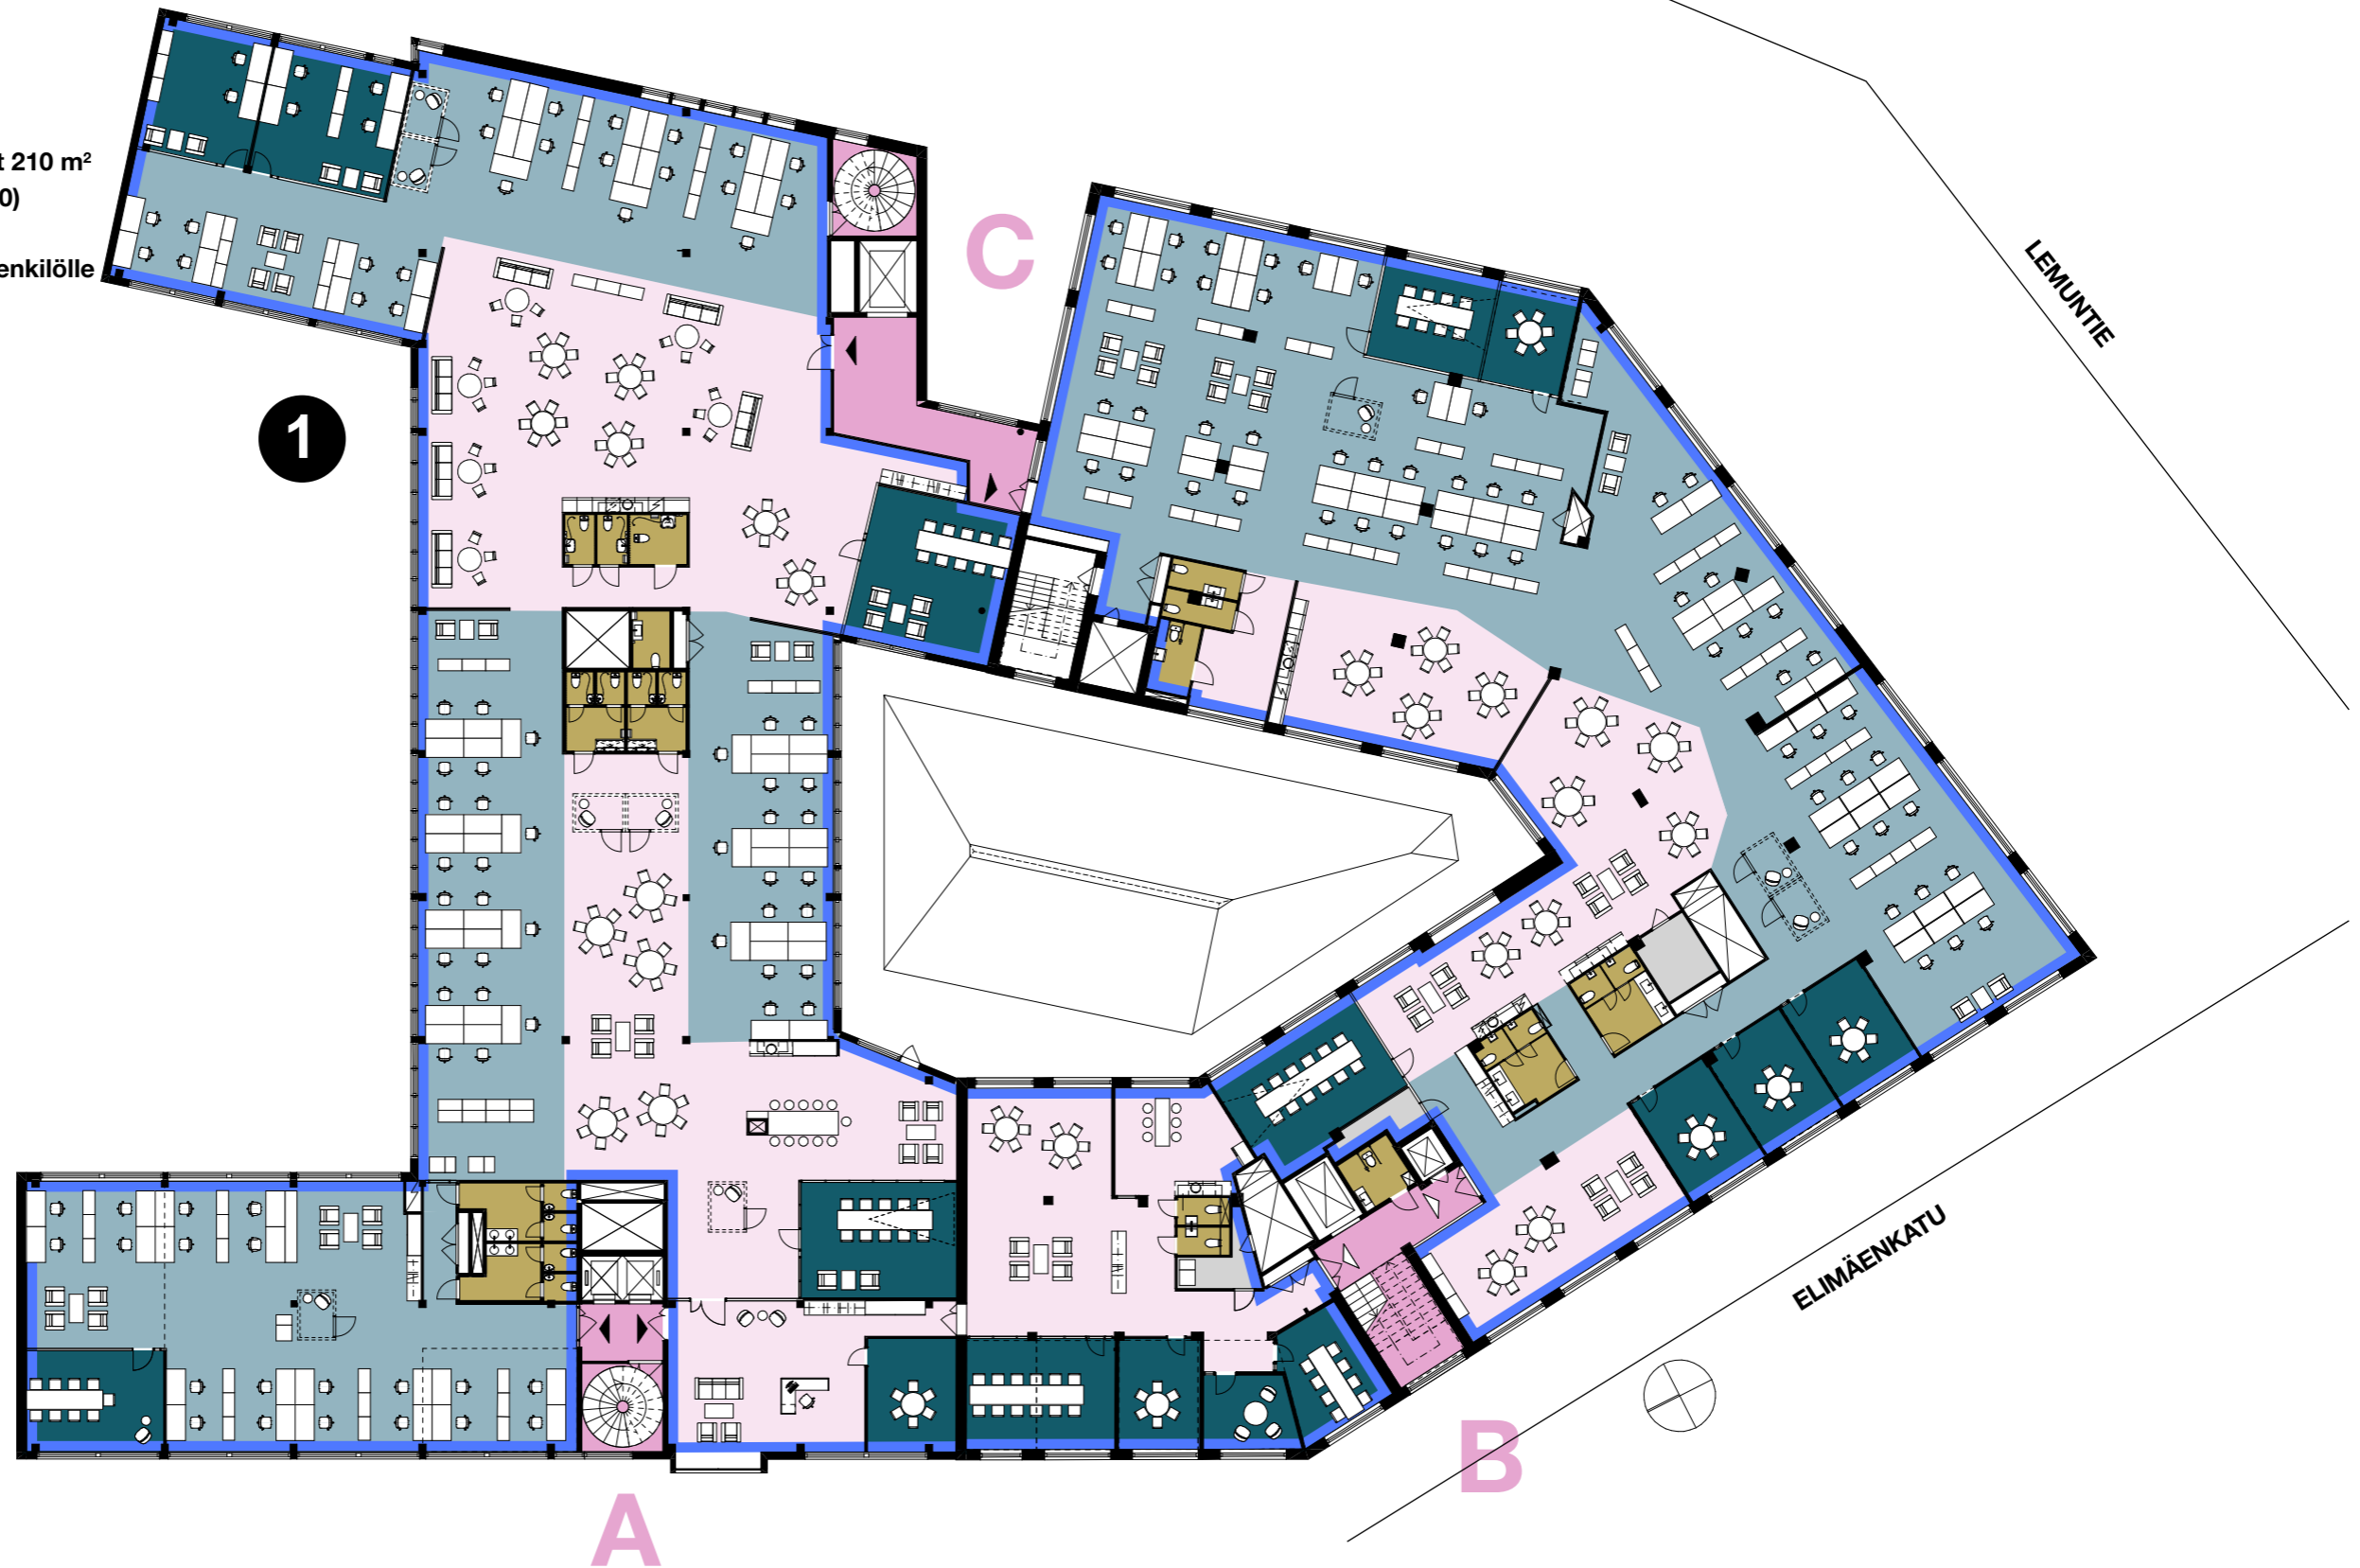 t 210 m²
0)
enkilölle
1
C
LEMUNTIE
ELIMÄENKATU
B
A